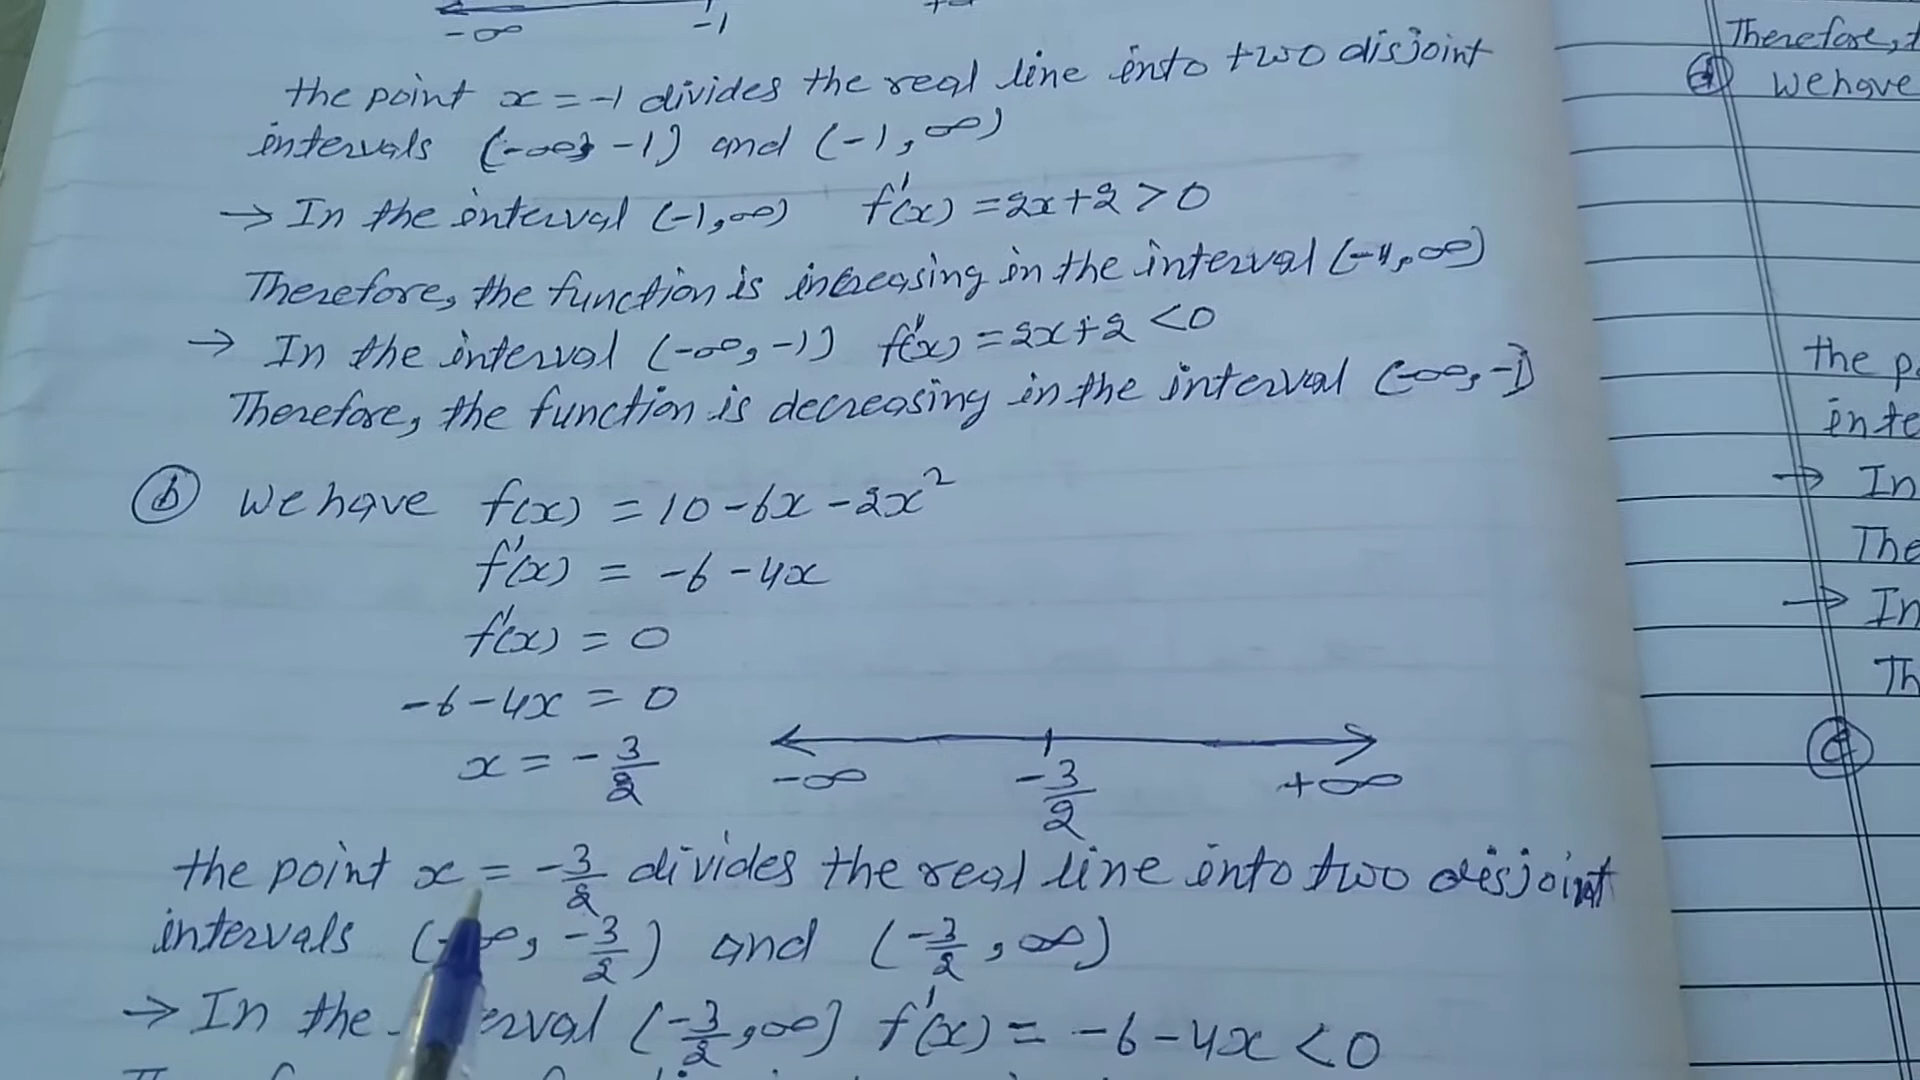 -∞ -1
the point x = -1 divides the real line into two disjoint
intervals (-∞, -1) and (-1, ∞)
→ In the interval (-1, ∞) f'(x) = 2x+2 > 0
Therefore, the function is increasing in the interval (-1, ∞)
→ In the interval (-∞, -1) f'(x) = 2x+2 < 0
Therefore, the function is decreasing in the interval (-∞, -1)
ⓑ we have f(x) = 10 - 6x - 2x²
f'(x) = -6 - 4x
f'(x) = 0
-6 - 4x = 0
x = -3/2
-∞ -3/2 +∞
the point x = -3/2 divides the real line into two disjoint
intervals (-∞, -3/2) and (-3/2, ∞)
→ In the interval (-3/2, ∞) f'(x) = -6 - 4x < 0
Therefore, t
ⓓ we have
the p
inte
→ In
The
→ In
Th
ⓒ